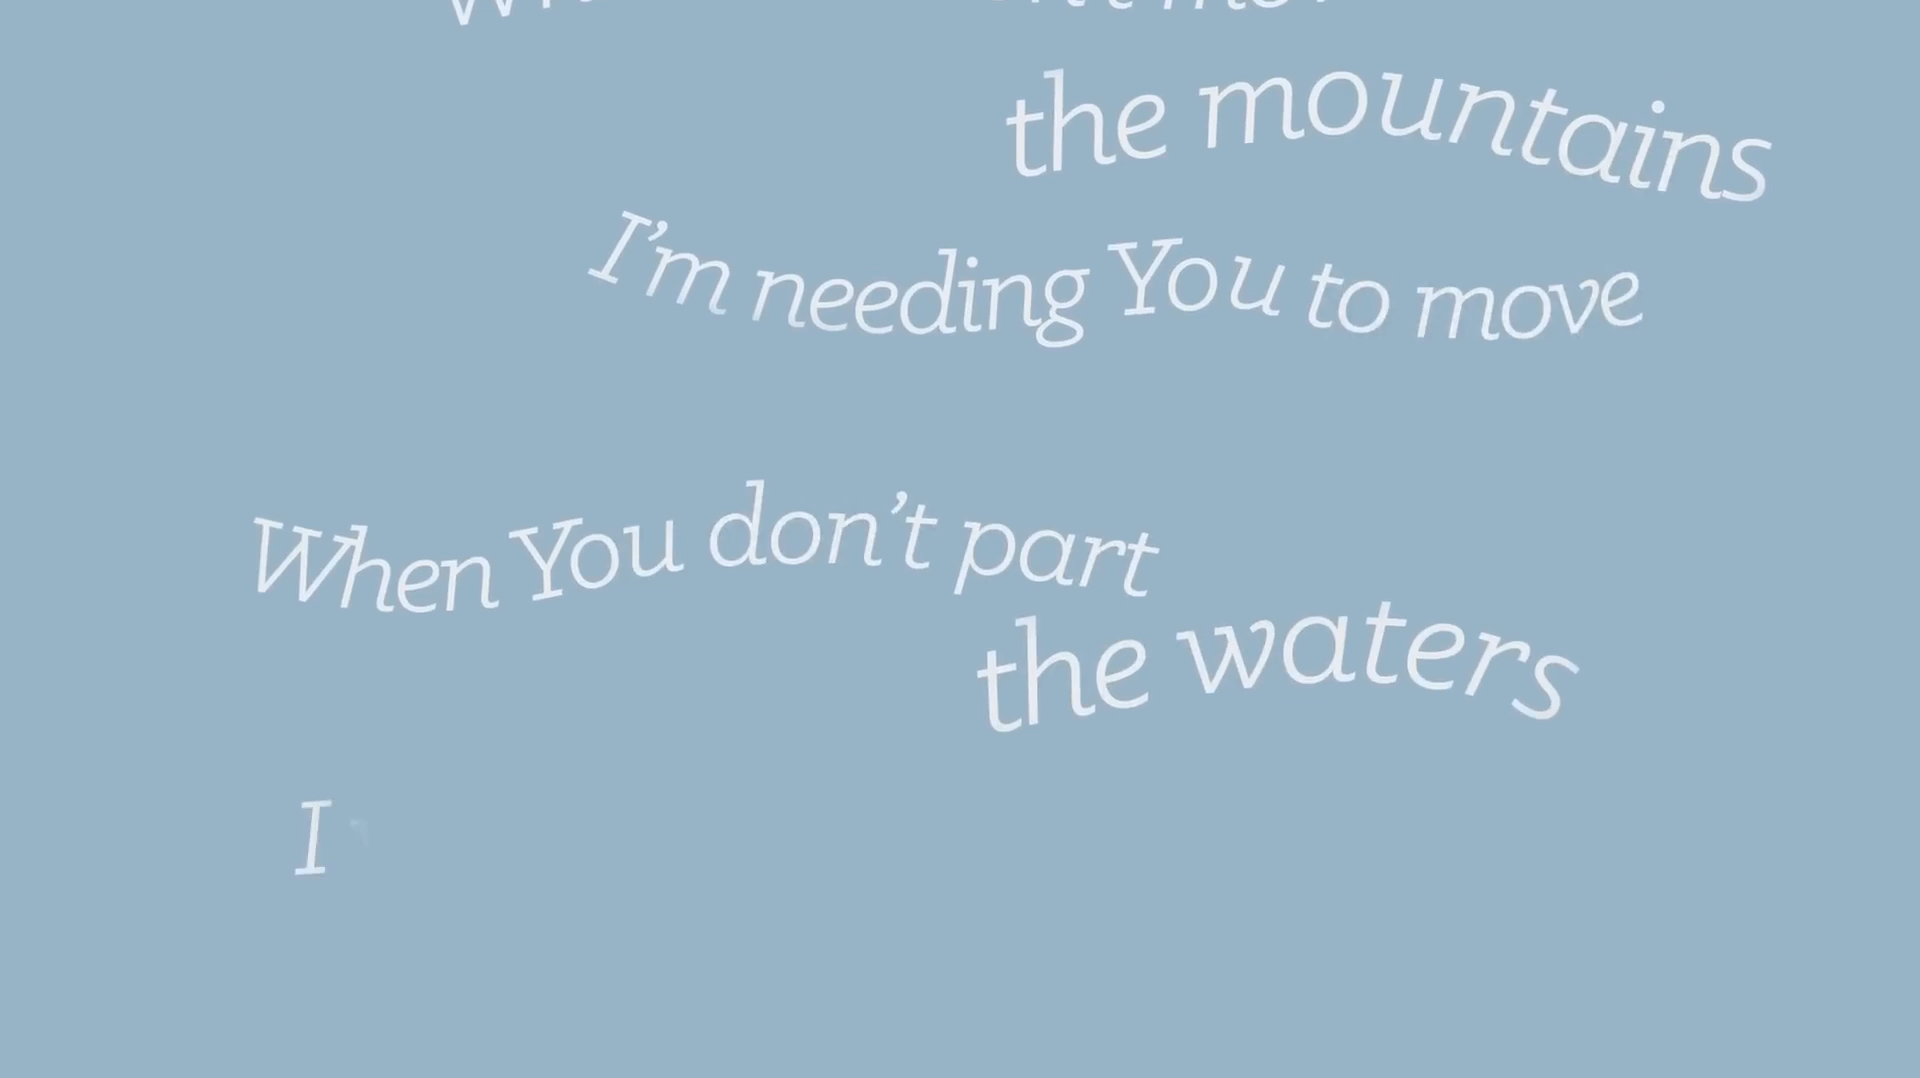 the mountains
I’m needing You to move
When You don’t part
the waters
I